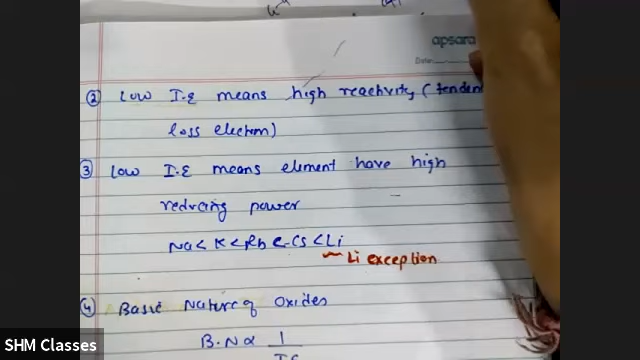 apsara
Date:
② Low I.E means high reactivity ( tenden
loss electron)
③ Low I.E means element have high
reducing power
Na < K < Rb < Cs < Li
Li exception
④ Basic Nature of Oxides
B.N ∝ 1
I.E
SHM Classes